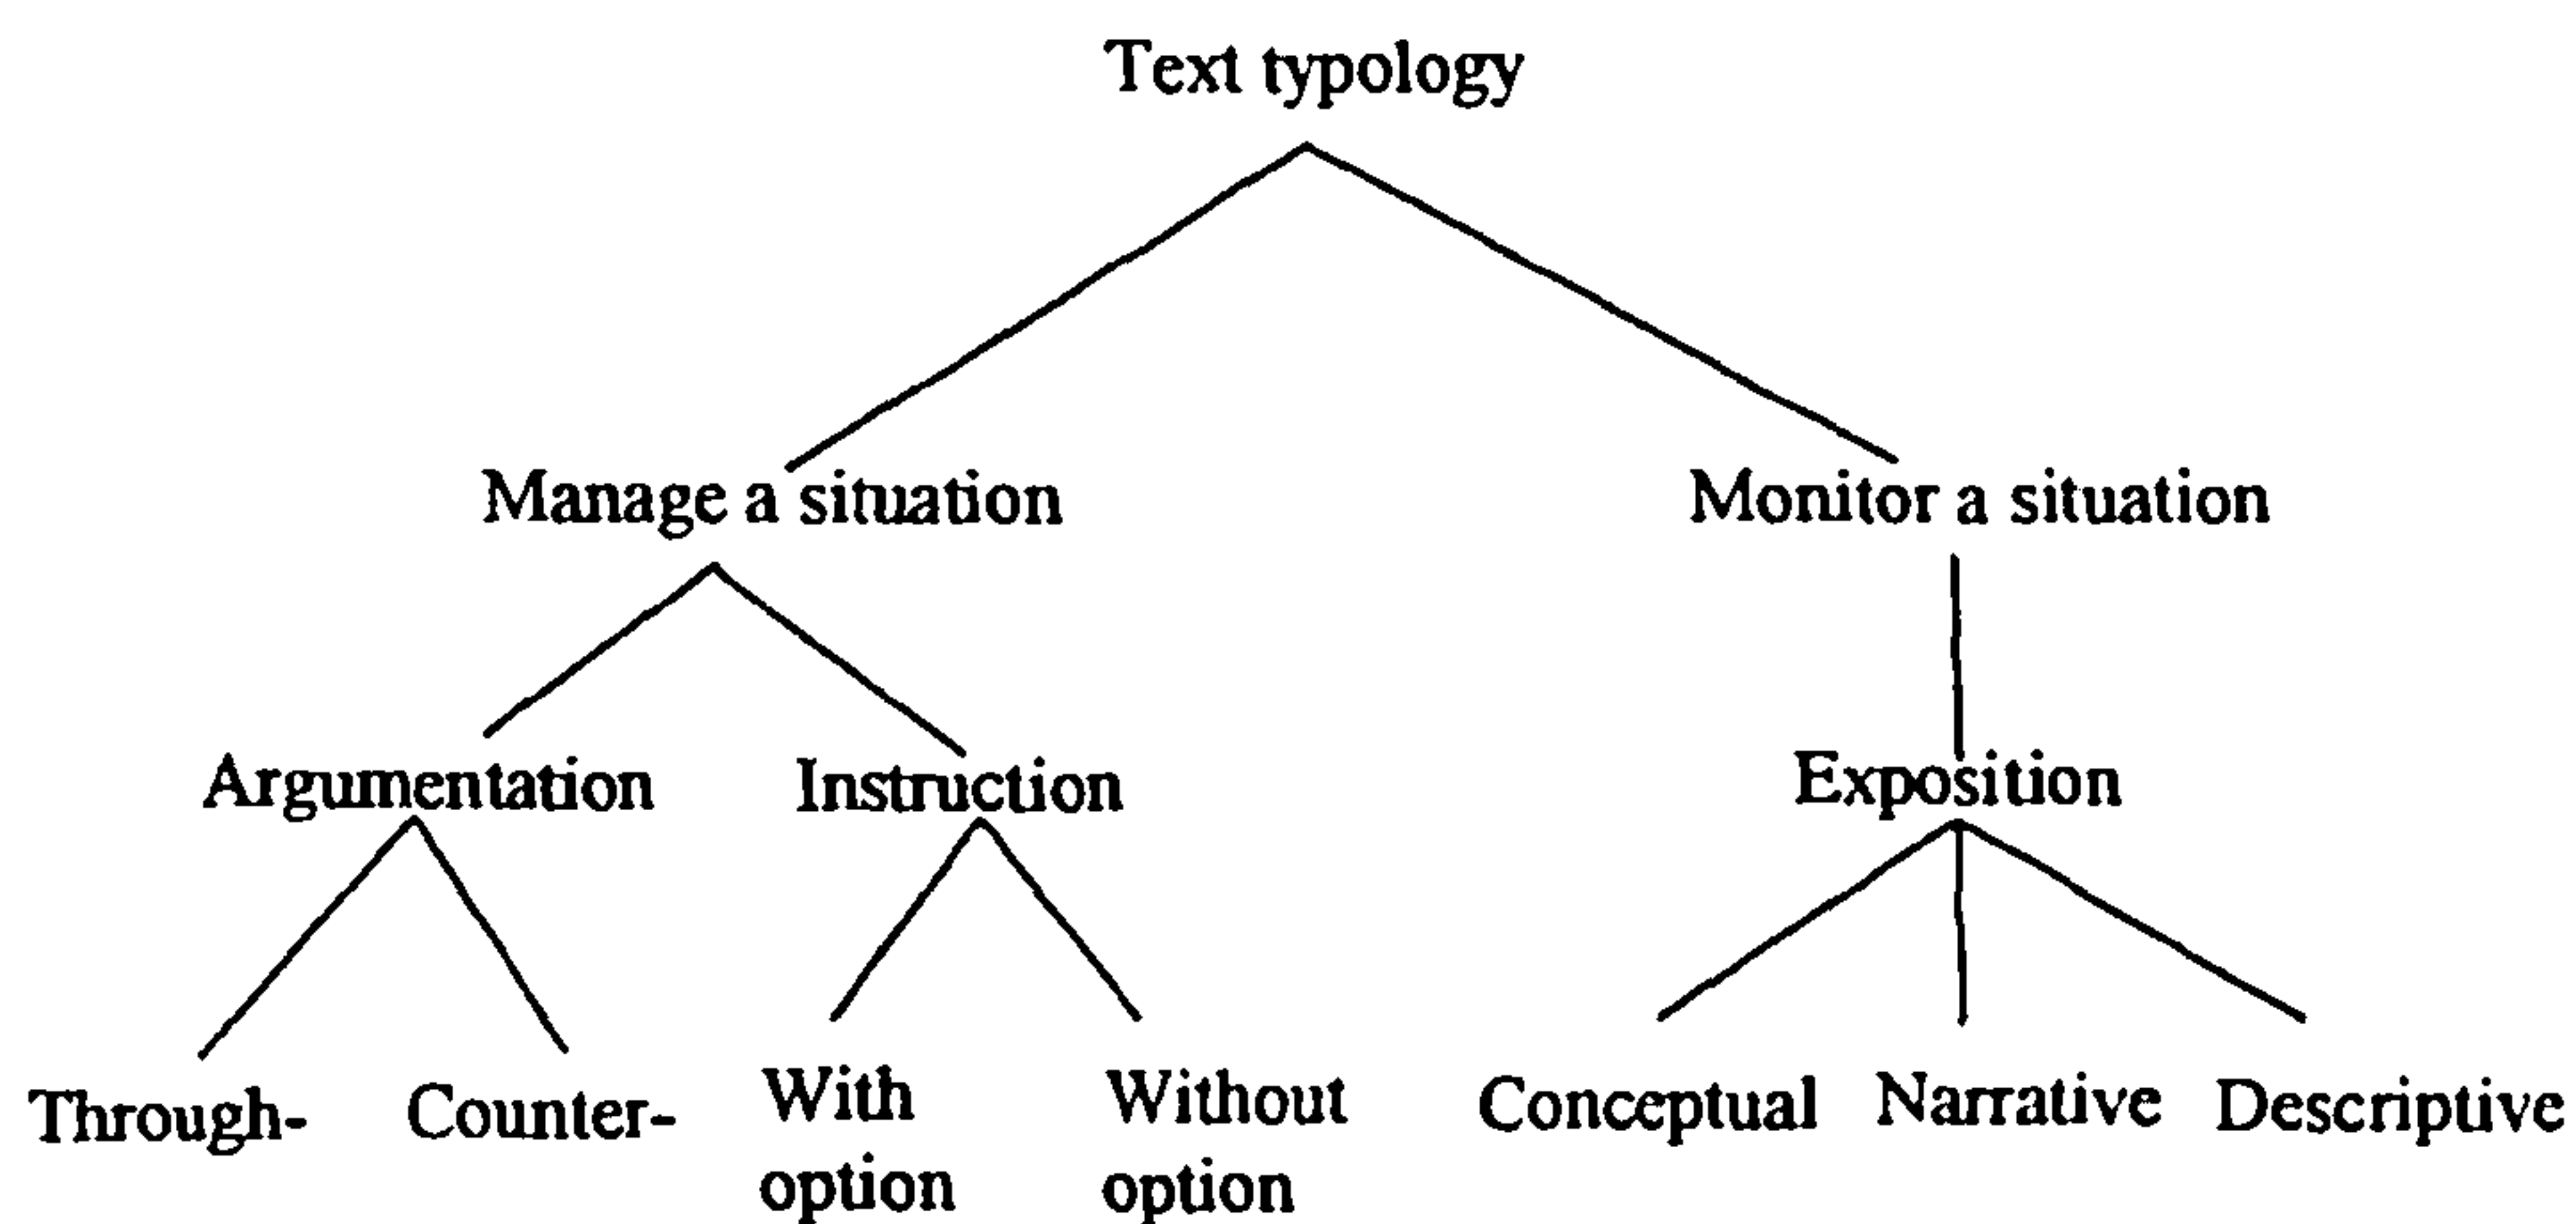 Text typology
Manage a situation
Monitor a situation
Argumentation
Instruction
Exposition
Through-
Counter-
With
option
Without
option
Conceptual
Narrative
Descriptive